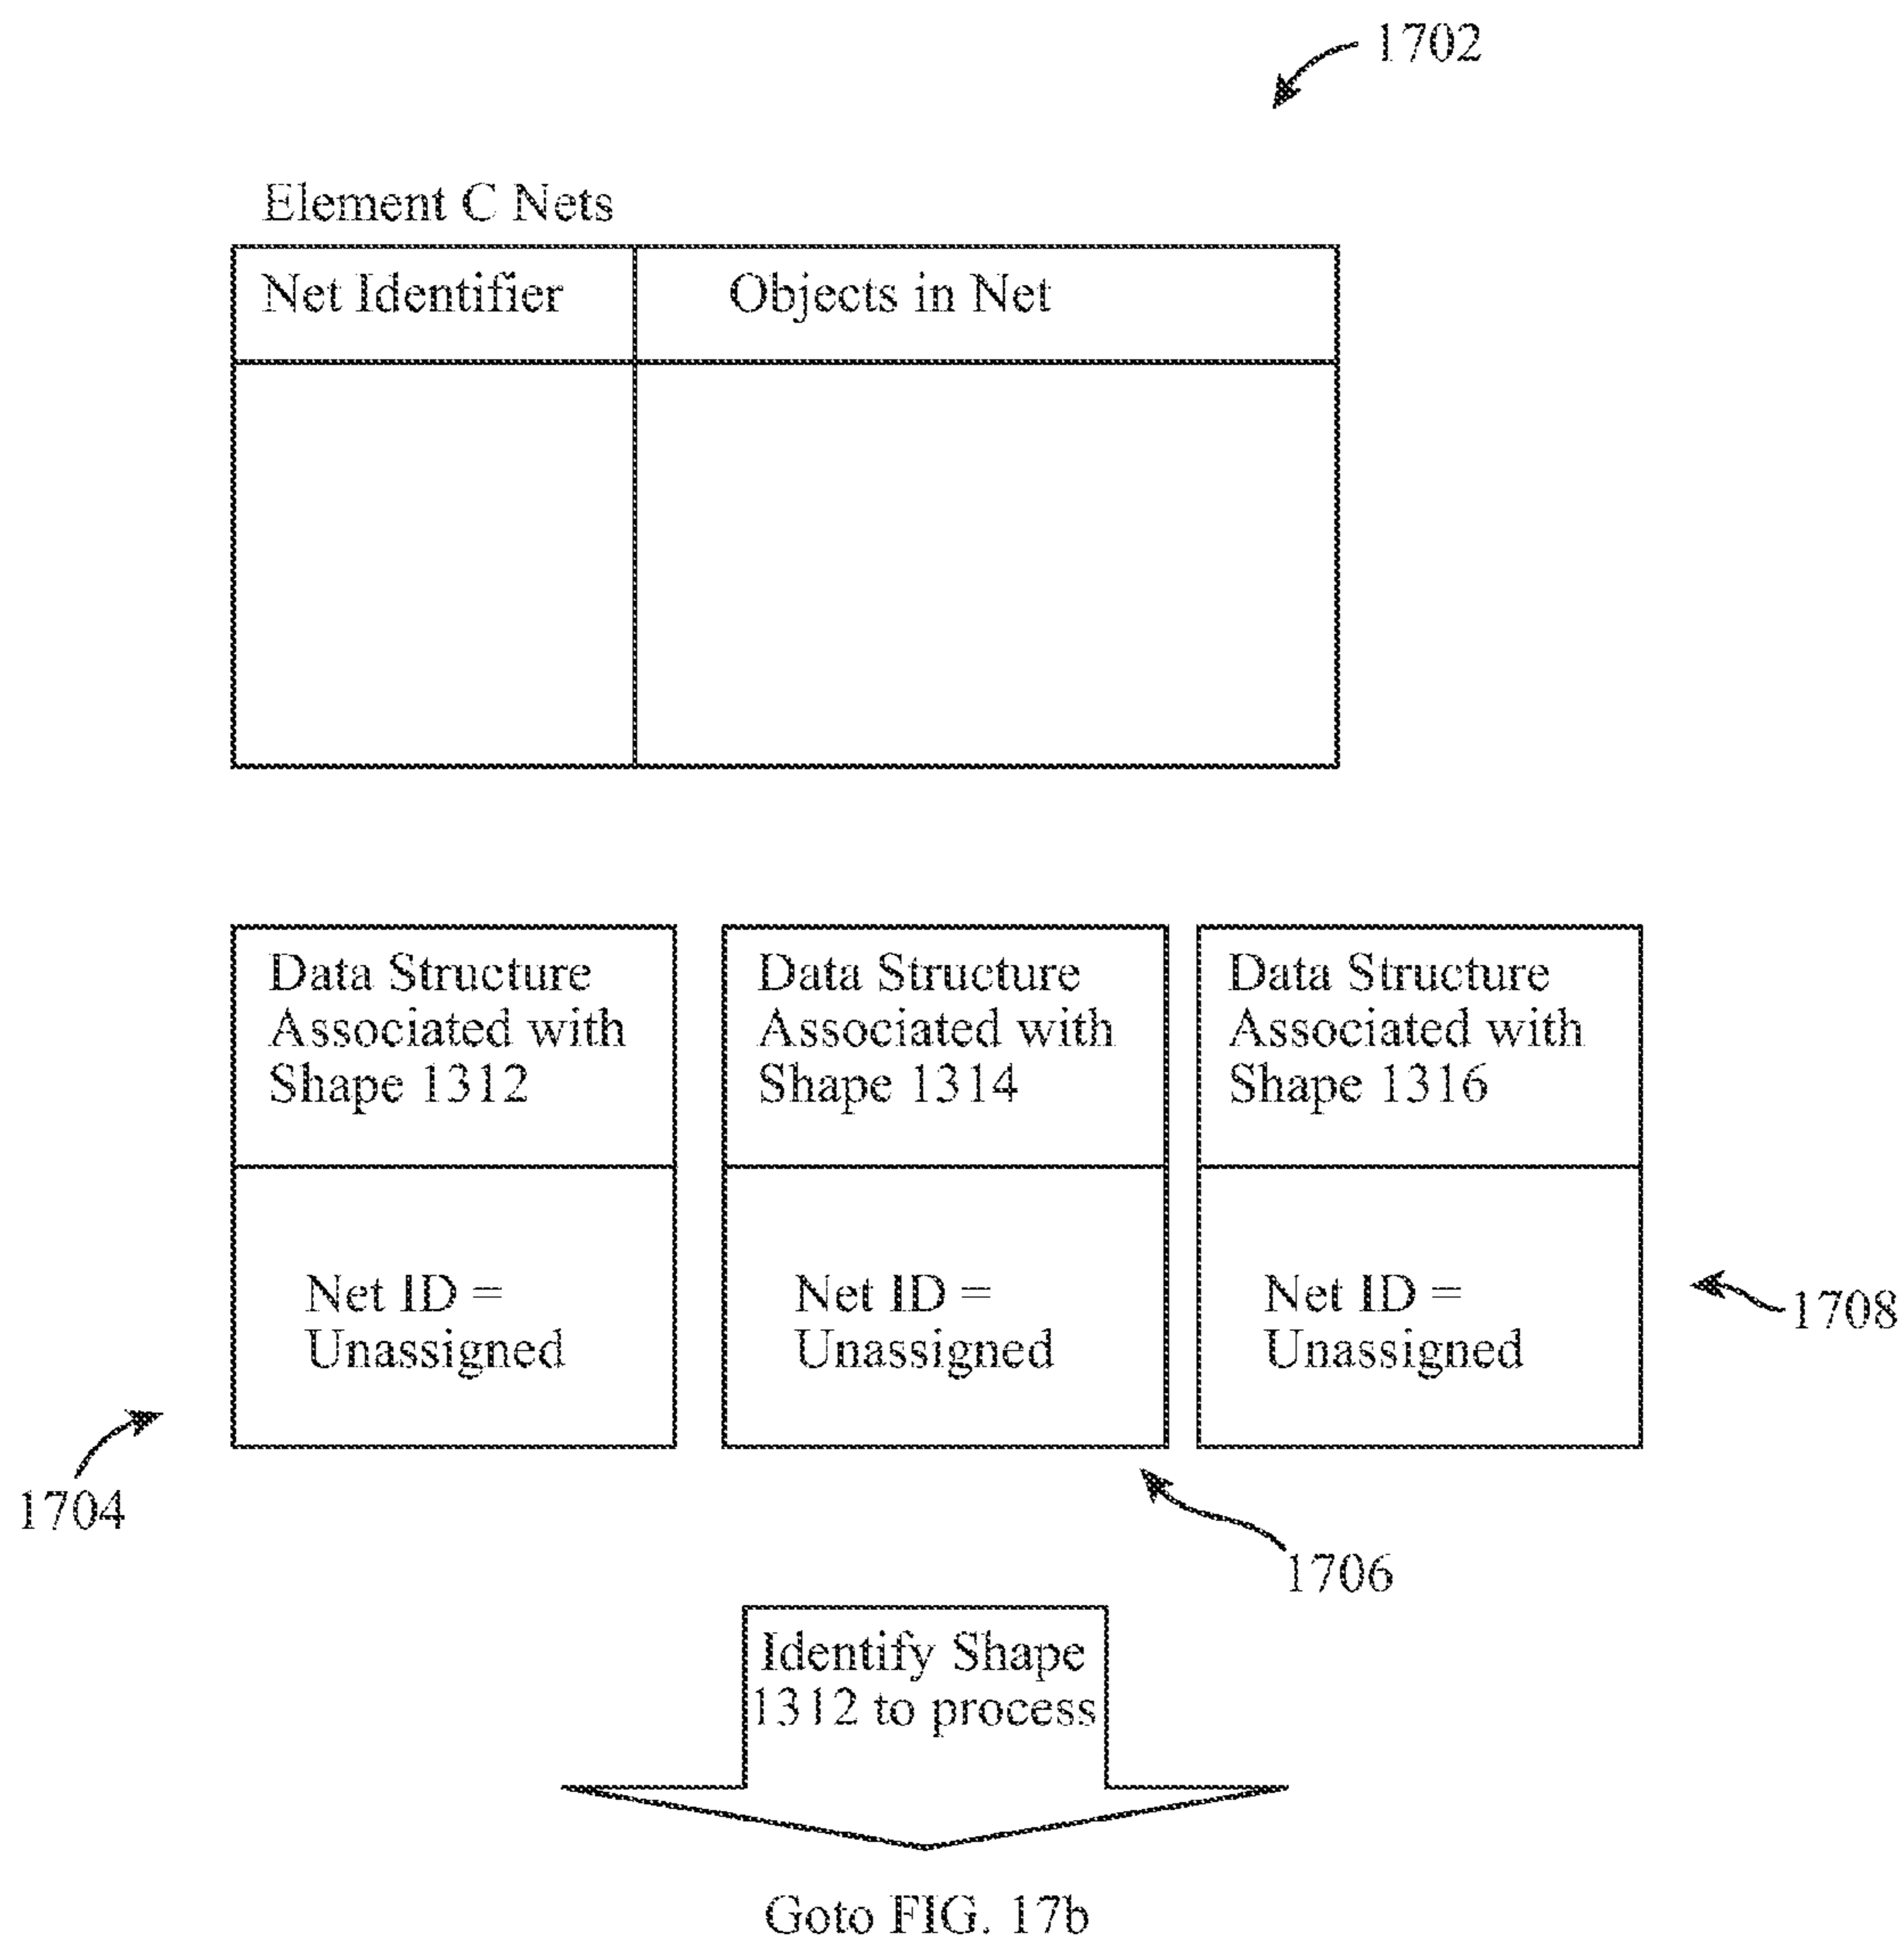 1702
Element C Nets
Net Identifier
Objects in Net
Data Structure
Associated with
Shape 1312
Data Structure
Associated with
Shape 1314
Data Structure
Associated with
Shape 1316
Net ID =
Unassigned
Net ID =
Unassigned
Net ID =
Unassigned
1708
1704
1706
Identify Shape
1312 to process
Goto FIG. 17b